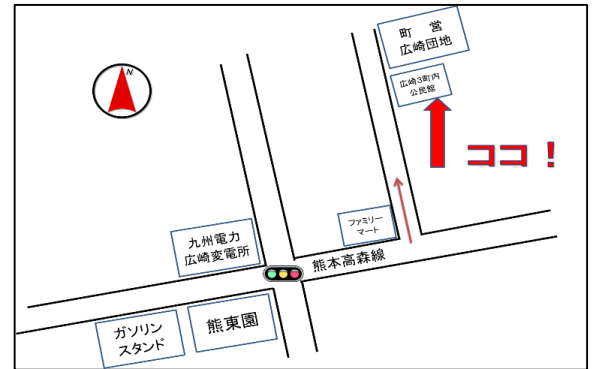 町 営
広崎団地
広崎3町内
公民館
N
ココ！
ファミリー
マート
九州電力
広崎変電所
熊本高森線
ガソリン
スタンド
熊東園